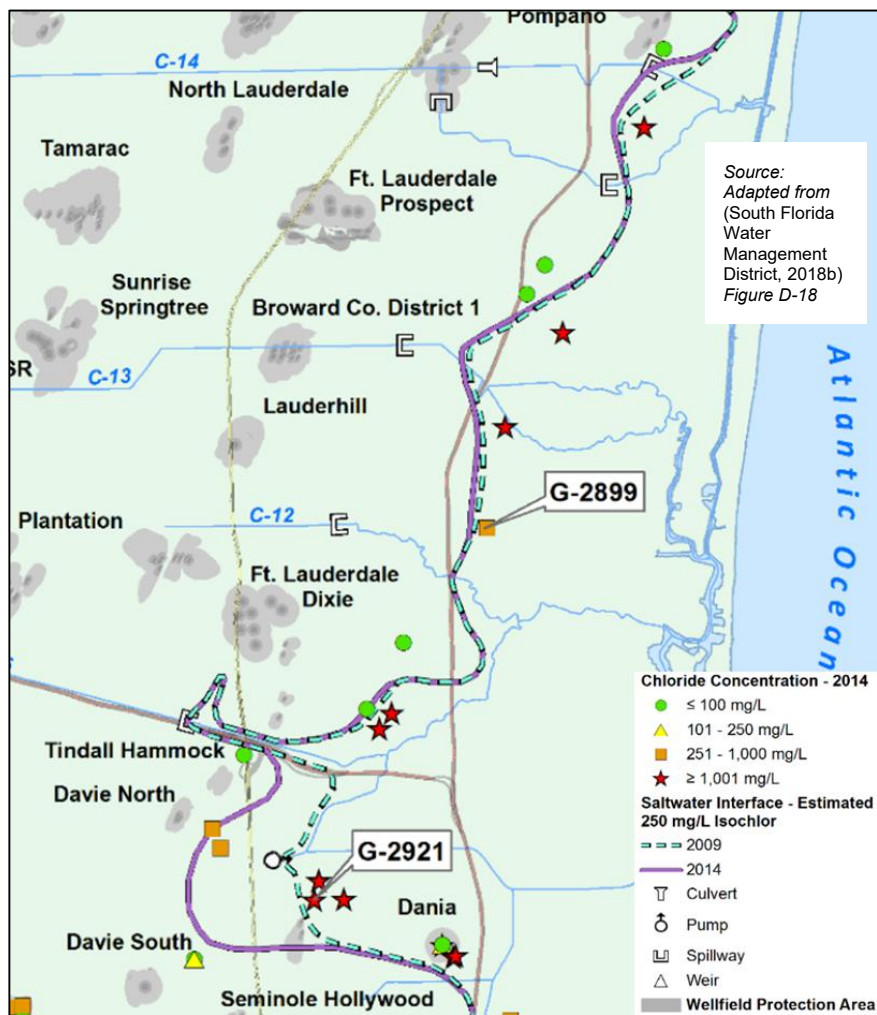 Pompano
C-14
North Lauderdale
Tamarac
Ft. Lauderdale
Prospect
Source:
Adapted from
(South Florida
Water
Management
District, 2018b)
Figure D-18
Sunrise
Springtree
Broward Co. District 1
SR
C-13
Atlantic Ocean
Lauderhill
G-2899
Plantation
C-12
Ft. Lauderdale
Dixie
Tindall Hammock
Davie North
G-2921
Dania
Davie South
Seminole Hollywood
Chloride Concentration - 2014
≤ 100 mg/L
101 - 250 mg/L
251 - 1,000 mg/L
≥ 1,001 mg/L
Saltwater Interface - Estimated
250 mg/L Isochlor
2009
2014
Culvert
Pump
Spillway
Weir
Wellfield Protection Area